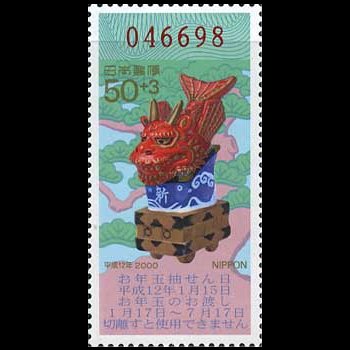 046698
日本郵便
50+3
新
平成12年 2000 NIPPON
お年玉抽せん日
平成12年1月15日
お年玉のお渡し
1月17日〜7月17日
切離すと使用できません